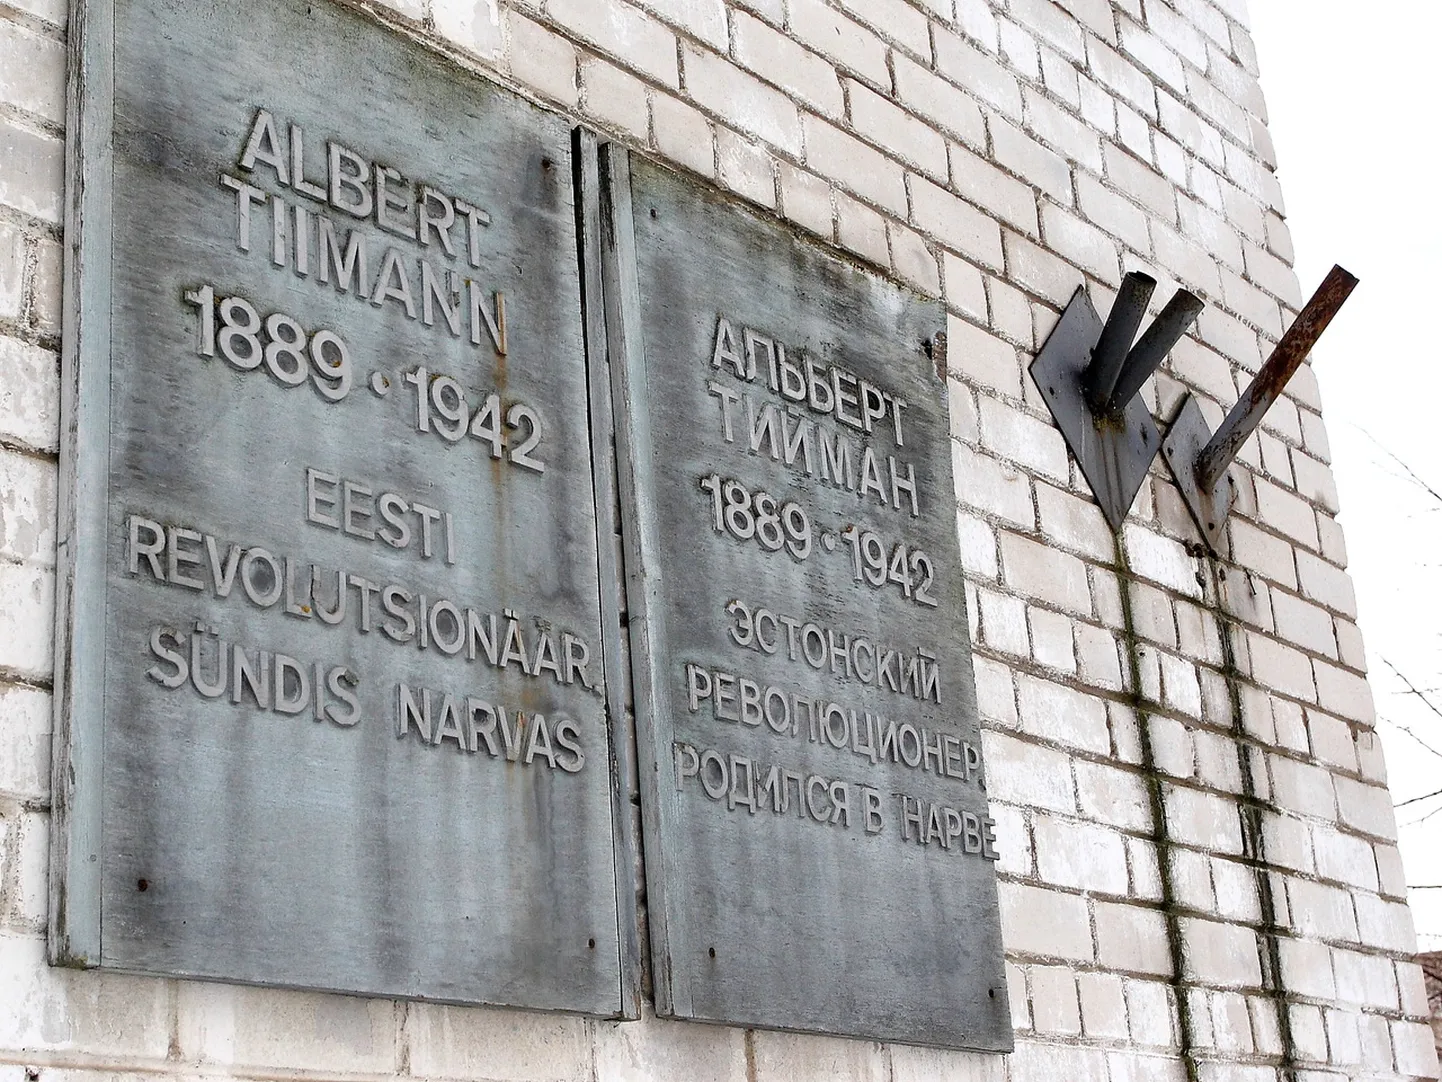 ALBERT
TIIMANN
1889 · 1942
EESTI
REVOLUTSIONÄÄR.
SÜNDIS NARVAS
АЛЬБЕРТ
ТИЙМАН
1889 · 1942
ЭСТОНСКИЙ
РЕВОЛЮЦИОНЕР.
РОДИЛСЯ В НАРВЕ